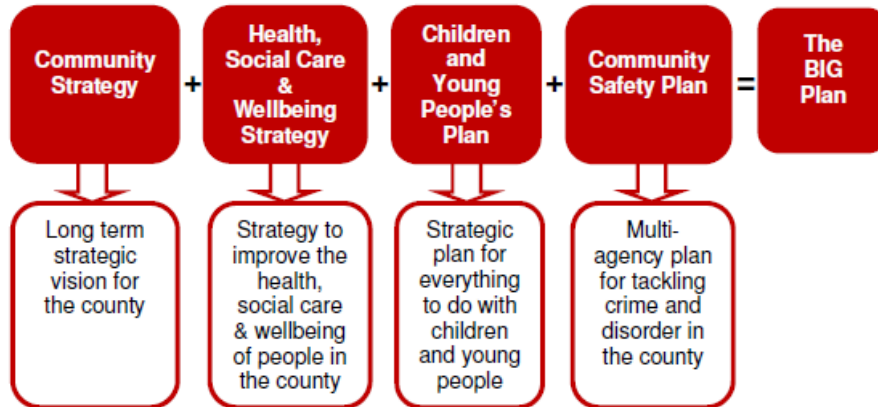 Community
Strategy
+
Health,
Social Care
&
Wellbeing
Strategy
+
Children
and
Young
People's
Plan
+
Community
Safety Plan
=
The
BIG
Plan
Long term
strategic
vision for
the county
Strategy to
improve the
health,
social care
& wellbeing
of people in
the county
Strategic
plan for
everything
to do with
children
and young
people
Multi-
agency plan
for tackling
crime and
disorder in
the county